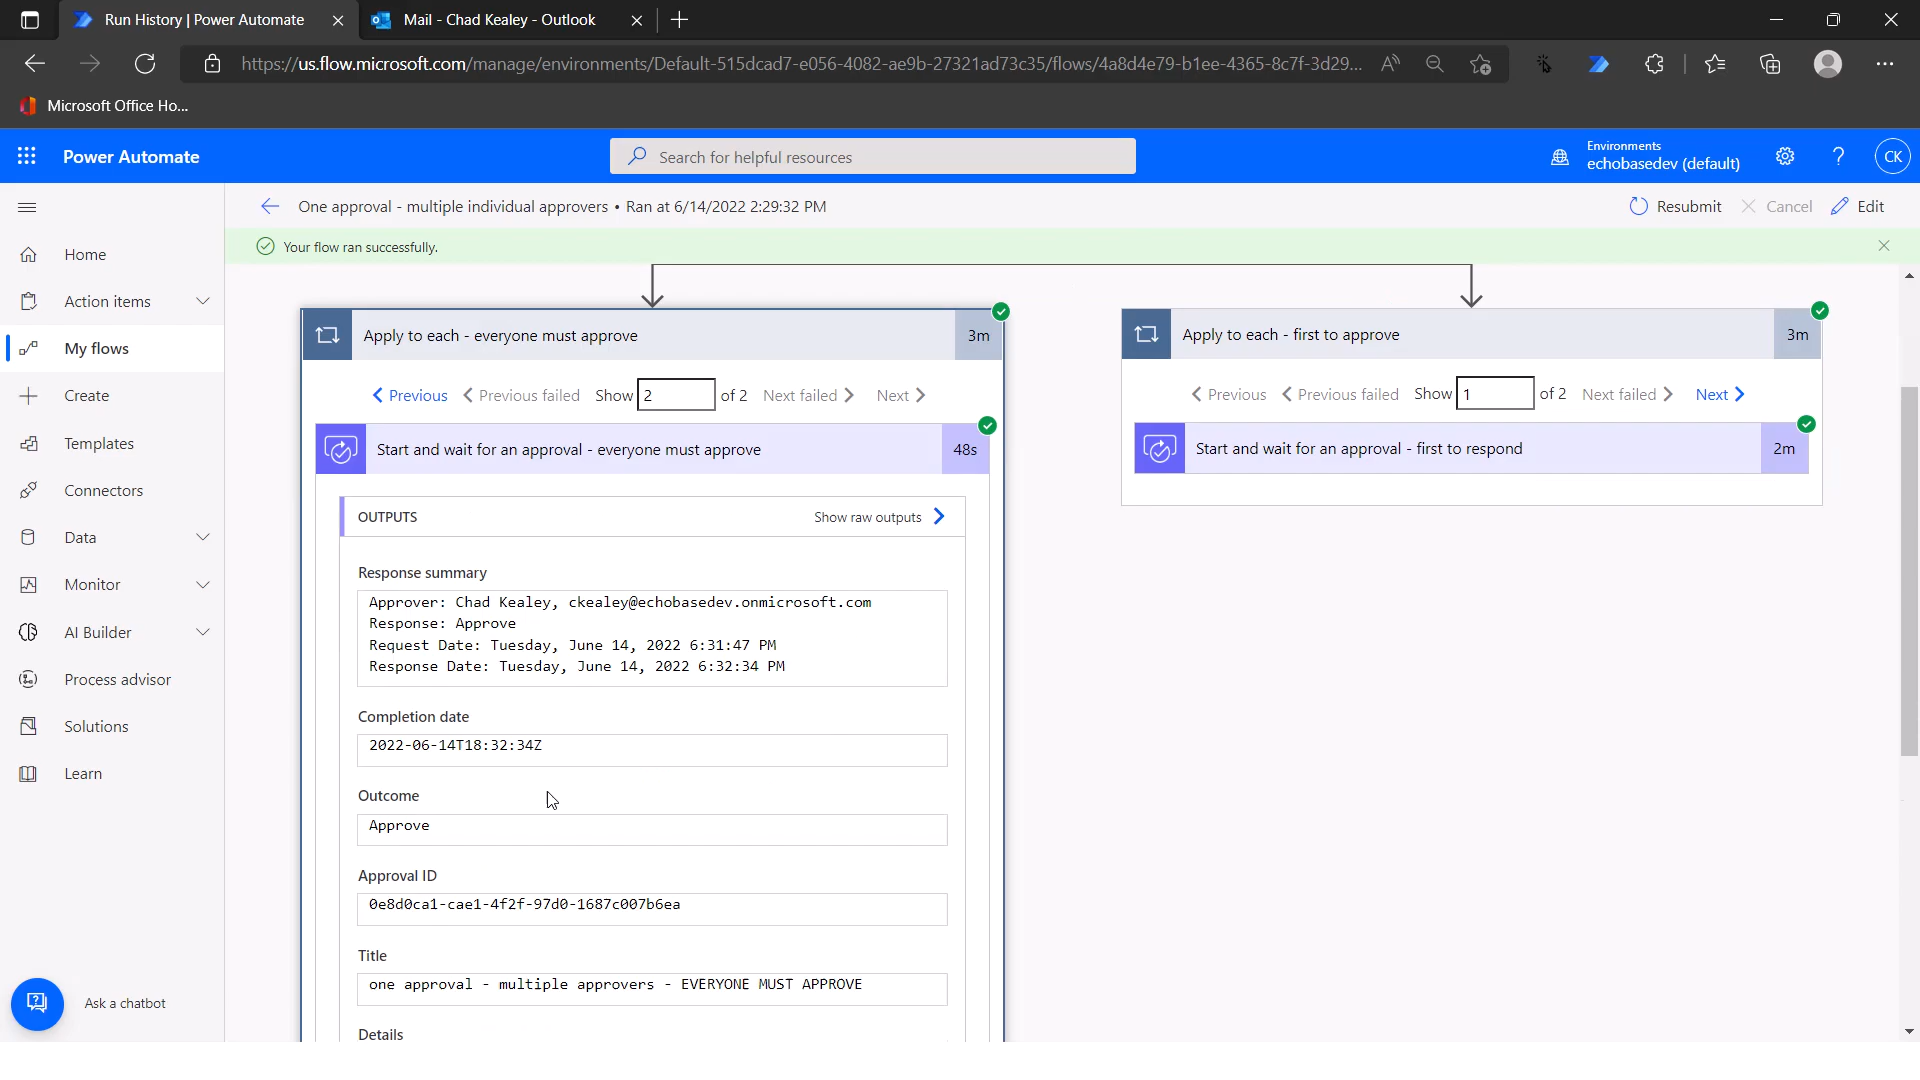 Run History | Power Automate
Mail - Chad Kealey - Outlook
https://us.flow.microsoft.com/manage/environments/Default-515dcad7-e056-4082-ae9b-27321ad73c35/flows/4a8d4e79-b1ee-4365-8c7f-3d29...
Microsoft Office Ho...
Power Automate
Search for helpful resources
Environments
echobasedev (default)
CK
One approval - multiple individual approvers • Ran at 6/14/2022 2:29:32 PM
Resubmit
Cancel
Edit
Your flow ran successfully.
Home
Action items
My flows
Create
Templates
Connectors
Data
Monitor
AI Builder
Process advisor
Solutions
Learn
Ask a chatbot
Apply to each - everyone must approve
3m
Previous
Previous failed
Show 2 of 2
Next failed
Next
Start and wait for an approval - everyone must approve
48s
OUTPUTS
Show raw outputs
Response summary
Approver: Chad Kealey, ckealey@echobasedev.onmicrosoft.com
Response: Approve
Request Date: Tuesday, June 14, 2022 6:31:47 PM
Response Date: Tuesday, June 14, 2022 6:32:34 PM
Completion date
2022-06-14T18:32:34Z
Outcome
Approve
Approval ID
0e8d0ca1-cae1-4f2f-97d0-1687c007b6ea
Title
one approval - multiple approvers - EVERYONE MUST APPROVE
Details
Apply to each - first to approve
3m
Previous
Previous failed
Show 1 of 2
Next failed
Next
Start and wait for an approval - first to respond
2m